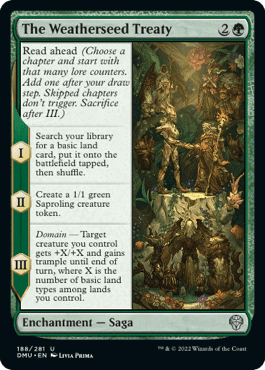 The Weatherseed Treaty 2
Read ahead (Choose a
chapter and start with
that many lore counters.
Add one after your draw
step. Skipped chapters
don't trigger. Sacrifice
after III.)
I
Search your library
for a basic land
card, put it onto the
battlefield tapped,
then shuffle.
II
Create a 1/1 green
Saproling creature
token.
III
Domain — Target
creature you control
gets +X/+X and gains
trample until end of
turn, where X is the
number of basic land
types among lands
you control.
Enchantment — Saga
188/281 U
DMU • EN LIVIA PRIMA
™ & © 2022 Wizards of the Coast